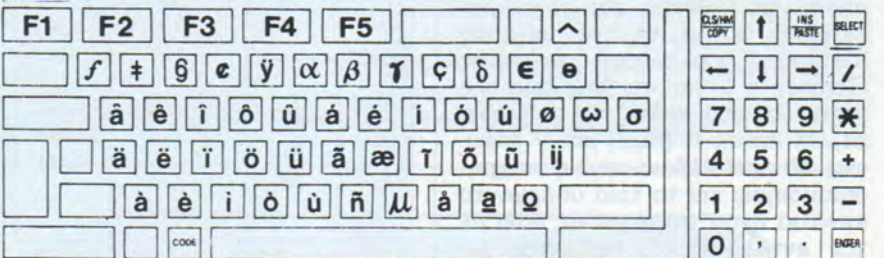 F1 F2 F3 F4 F5 ^ CLS/HM COPY ↑ INS PASTE SELECT
ƒ ‡ § ¢ ÿ α β γ ç δ ∈ ɵ ← ↓ → /
â ê î ô û á é í ó ú ø ω σ 7 8 9 *
ä ë ï ö ü ã æ ĩ õ ũ ij 4 5 6 +
à è i ò ù ñ µ å a o 1 2 3 -
CODE 0 , . ENTER